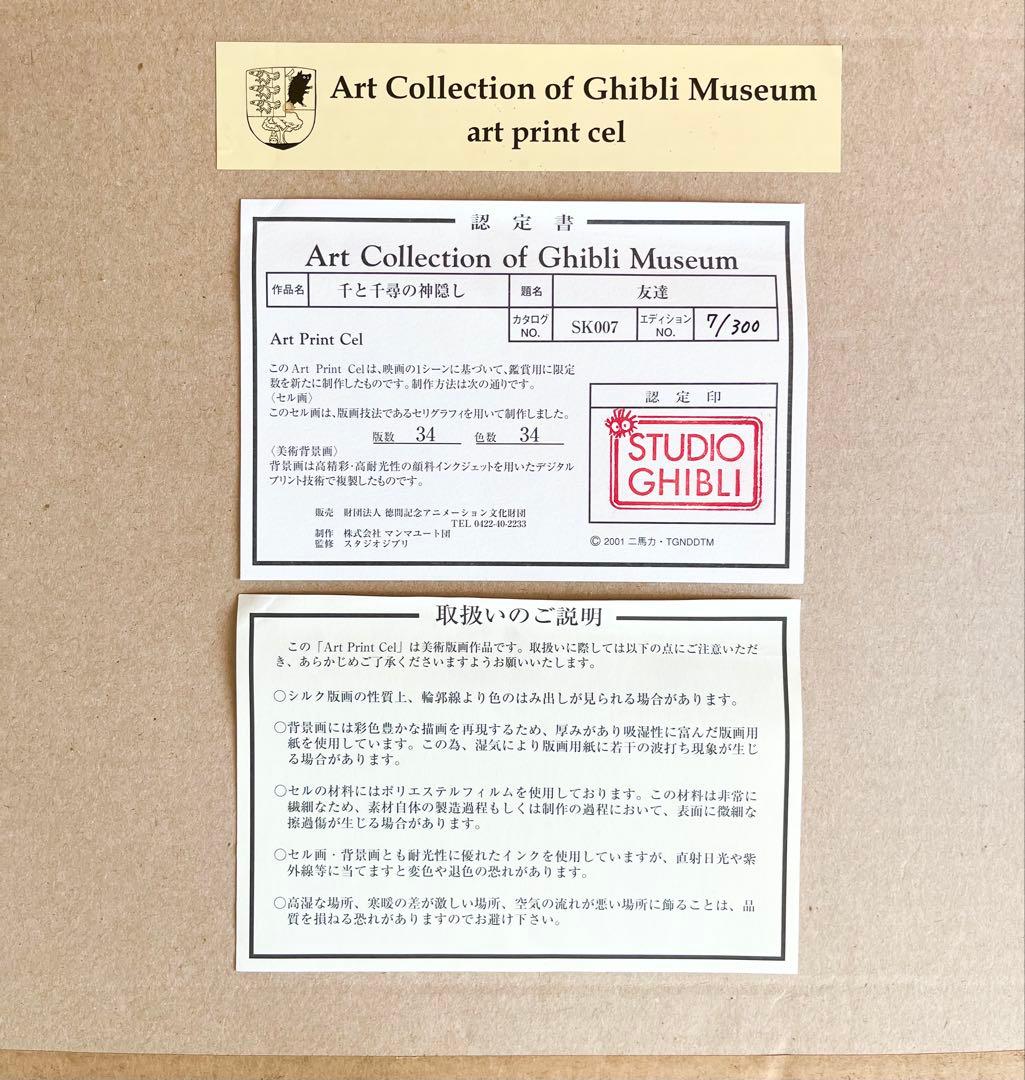 Art Collection of Ghibli Museum
art print cel
認定書
Art Collection of Ghibli Museum
作品名 千と千尋の神隠し 題名 友達
カタログNO. SK007 エディションNO. 7/300
Art Print Cel
このArt Print Celは、映画の1シーンに基づいて、鑑賞用に限定
数を新たに制作したものです。制作方法は次の通りです。
〈セル画〉
このセル画は、版画技法であるセリグラフィを用いて制作しました。
版数 34 色数 34
〈美術背景画〉
背景画は高精彩・高耐光性の顔料インクジェットを用いたデジタル
プリント技術で複製したものです。
認定印
STUDIO
GHIBLI
販売 財団法人 徳間記念アニメーション文化財団
TEL 0422-40-2233
制作 株式会社 マンマユート団
監修 スタジオジブリ
© 2001 二馬力・TGNDDTM
取扱いのご説明
この「Art Print Cel」は美術版画作品です。取扱いに際しては以下の点にご注意いただ
き、あらかじめご了承くださいますようお願いいたします。
○シルク版画の性質上、輪郭線より色のはみ出しが見られる場合があります。
○背景画には彩色豊かな描画を再現するため、厚みがあり吸湿性に富んだ版画用
紙を使用しています。この為、湿気により版画用紙に若干の波打ち現象が生じ
る場合があります。
○セルの材料にはポリエステルフィルムを使用しております。この材料は非常に
繊細なため、素材自体の製造過程もしくは制作の過程において、表面に微細な
擦過傷が生じる場合があります。
○セル画・背景画とも耐光性に優れたインクを使用していますが、直射日光や紫
外線等に当てますと変色や退色の恐れがあります。
○高湿な場所、寒暖の差が激しい場所、空気の流れが悪い場所に飾ることは、品
質を損ねる恐れがありますのでお避け下さい。